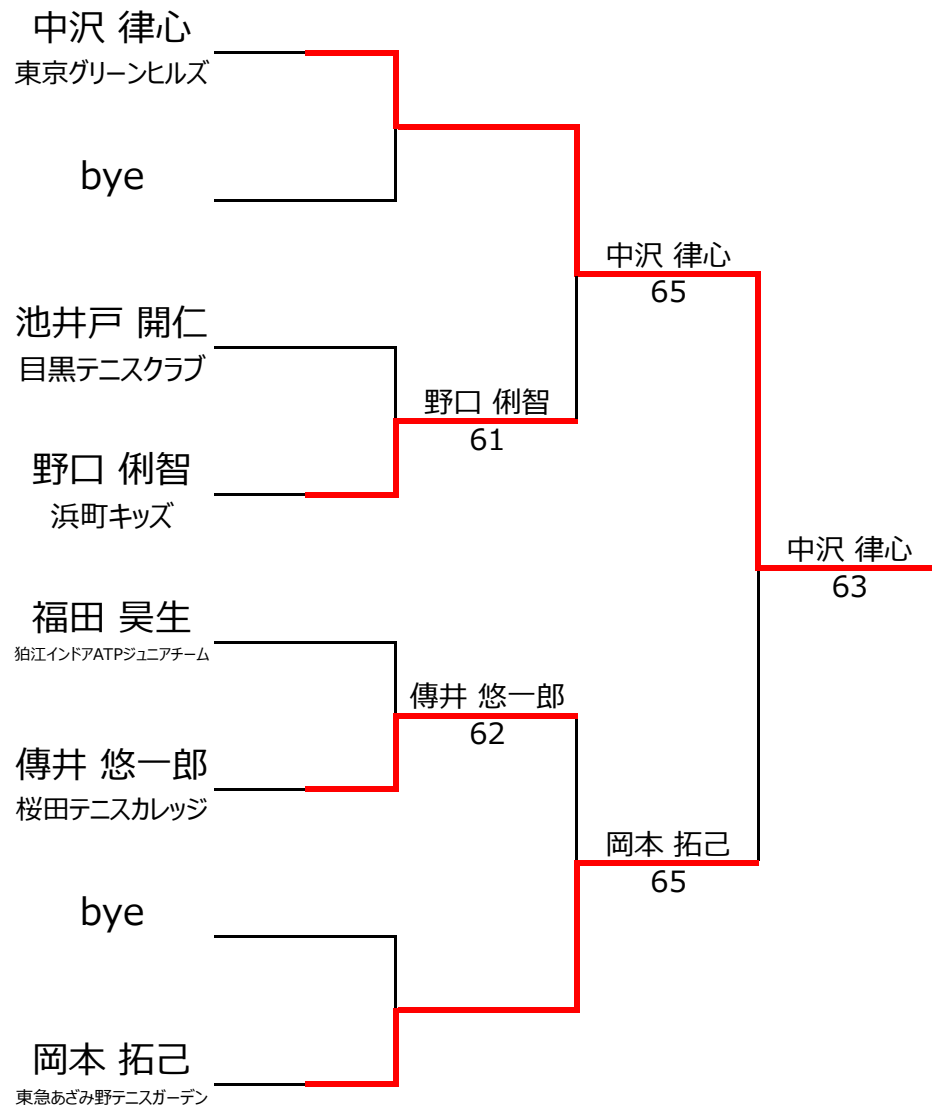 中沢 律心
東京グリーンヒルズ
bye
池井戸 開仁
目黒テニスクラブ
野口 俐智
浜町キッズ
福田 昊生
狛江インドアATPジュニアチーム
傳井 悠一郎
桜田テニスカレッジ
bye
岡本 拓己
東急あざみ野テニスガーデン
野口 俐智
61
傳井 悠一郎
62
中沢 律心
65
岡本 拓己
65
中沢 律心
63